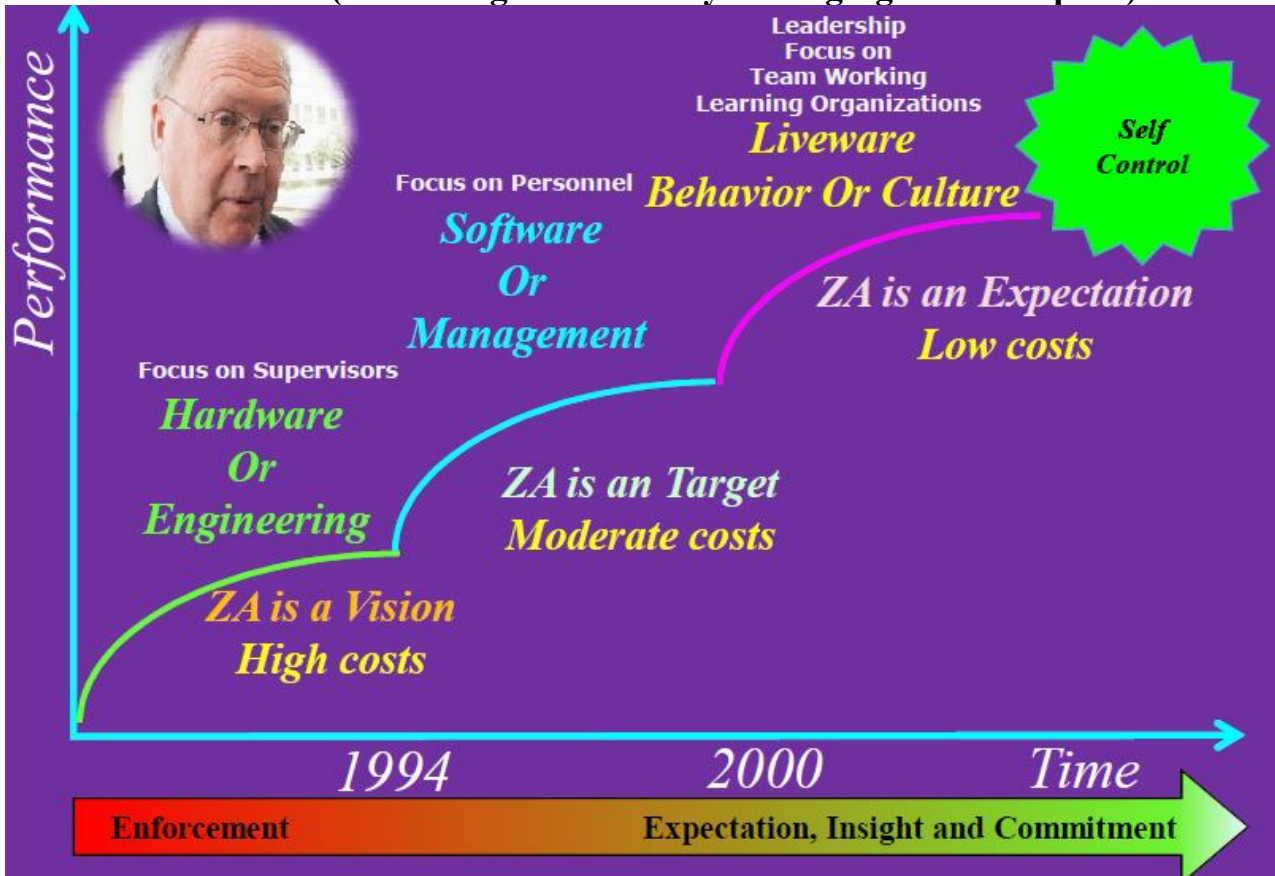 Performance
Leadership
Focus on
Team Working
Learning Organizations
Liveware
Behavior Or Culture
Self
Control
Focus on Personnel
Software
Or
Management
ZA is an Expectation
Low costs
Focus on Supervisors
Hardware
Or
Engineering
ZA is an Target
Moderate costs
ZA is a Vision
High costs
1994
2000
Time
Enforcement
Expectation, Insight and Commitment